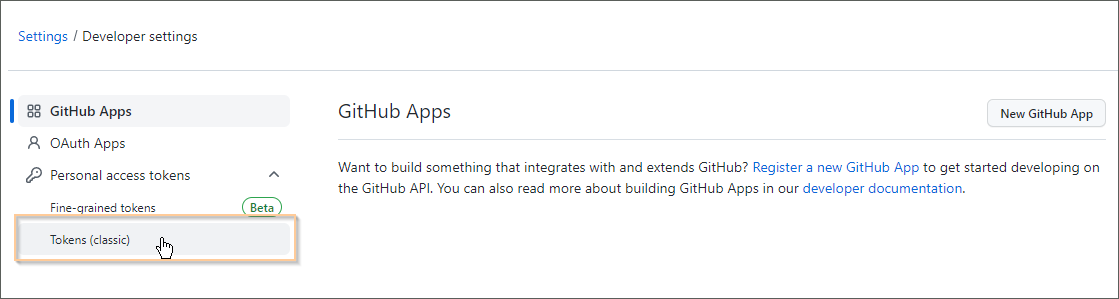 Settings / Developer settings
GitHub Apps
OAuth Apps
Personal access tokens
Fine-grained tokens Beta
Tokens (classic)
GitHub Apps
New GitHub App
Want to build something that integrates with and extends GitHub? Register a new GitHub App to get started developing on
the GitHub API. You can also read more about building GitHub Apps in our developer documentation.